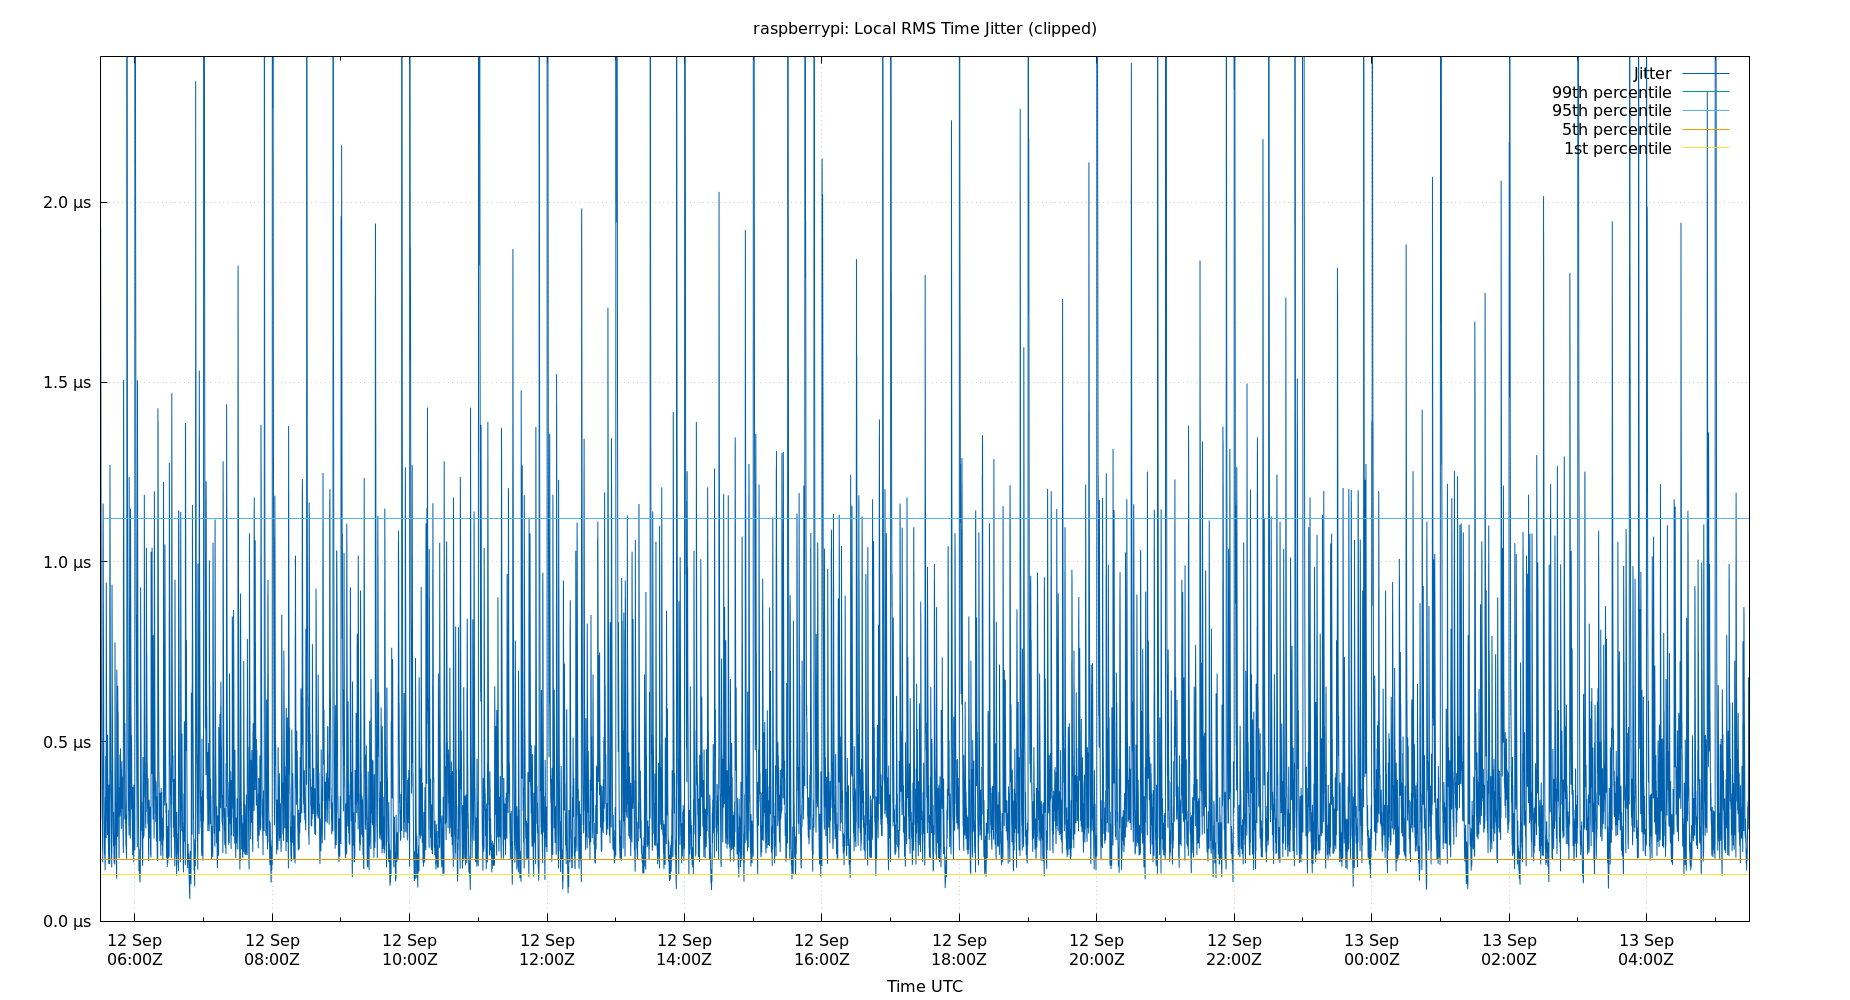 raspberrypi: Local RMS Time Jitter (clipped)
Jitter
99th percentile
95th percentile
5th percentile
1st percentile
2.0 µs
1.5 µs
1.0 µs
0.5 µs
0.0 µs
12 Sep 12 Sep 12 Sep 12 Sep 12 Sep 12 Sep 12 Sep 12 Sep 12 Sep 13 Sep 13 Sep 13 Sep
06:00Z 08:00Z 10:00Z 12:00Z 14:00Z 16:00Z 18:00Z 20:00Z 22:00Z 00:00Z 02:00Z 04:00Z
Time UTC